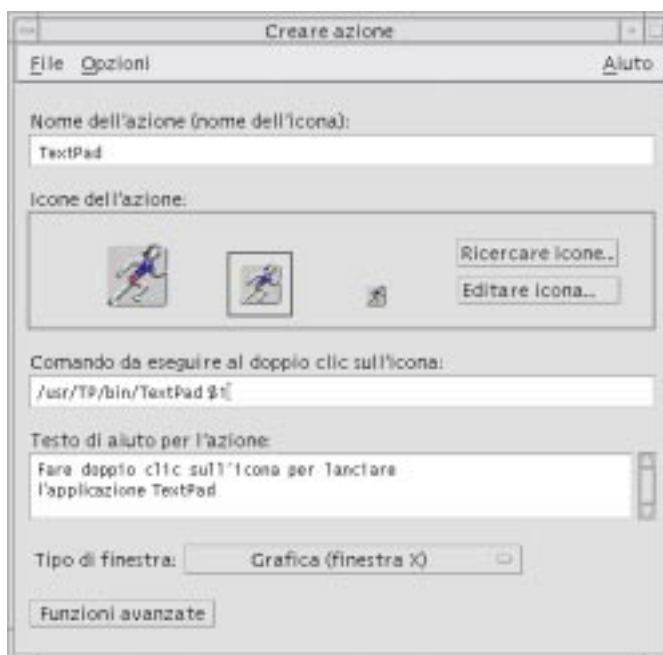 Creare azione
File Opzioni Aiuto
Nome dell'azione (nome dell'icona):
TextPad
Icone dell'azione:
Ricercare icone...
Editare icona...
Comando da eseguire al doppio clic sull'icona:
/usr/TP/bin/TextPad $1
Testo di aiuto per l'azione:
Fare doppio clic sull'icona per lanciare
l'applicazione TextPad
Tipo di finestra: Grafica (finestra X)
Funzioni avanzate